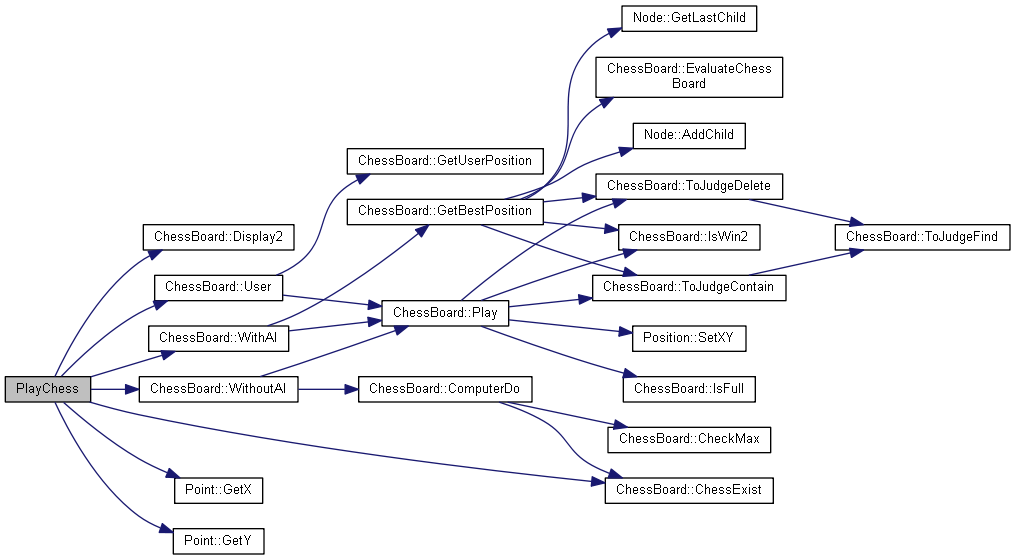 Node::GetLastChild
ChessBoard::EvaluateChess
Board
Node::AddChild
ChessBoard::GetUserPosition
ChessBoard::ToJudgeDelete
ChessBoard::GetBestPosition
ChessBoard::Display2
ChessBoard::IsWin2
ChessBoard::ToJudgeFind
ChessBoard::User
ChessBoard::ToJudgeContain
ChessBoard::Play
ChessBoard::WithAI
Position::SetXY
PlayChess
ChessBoard::WithoutAI
ChessBoard::ComputerDo
ChessBoard::IsFull
ChessBoard::CheckMax
Point::GetX
ChessBoard::ChessExist
Point::GetY